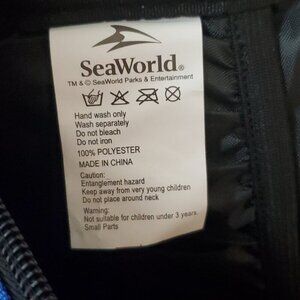 SeaWorld®
TM & © SeaWorld Parks & Entertainment
Hand wash only
Wash separately
Do not bleach
Do not iron
100% POLYESTER
MADE IN CHINA
Caution:
Entanglement hazard
Keep away from very young children
Do not place around neck
Warning:
Not suitable for children under 3 years.
Small Parts